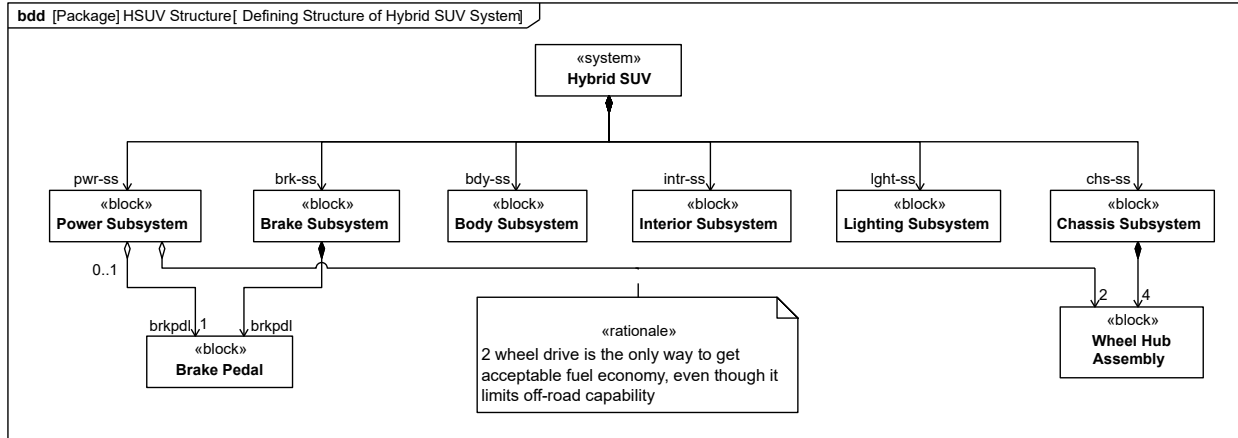 bdd [Package] HSUV Structure[ Defining Structure of Hybrid SUV System]
«system»
Hybrid SUV
pwr-ss
brk-ss
bdy-ss
intr-ss
lght-ss
chs-ss
«block»
Power Subsystem
«block»
Brake Subsystem
«block»
Body Subsystem
«block»
Interior Subsystem
«block»
Lighting Subsystem
«block»
Chassis Subsystem
0..1
2
4
brkpdl
1
brkpdl
«block»
Brake Pedal
«rationale»
2 wheel drive is the only way to get
acceptable fuel economy, even though it
limits off-road capability
«block»
Wheel Hub
Assembly